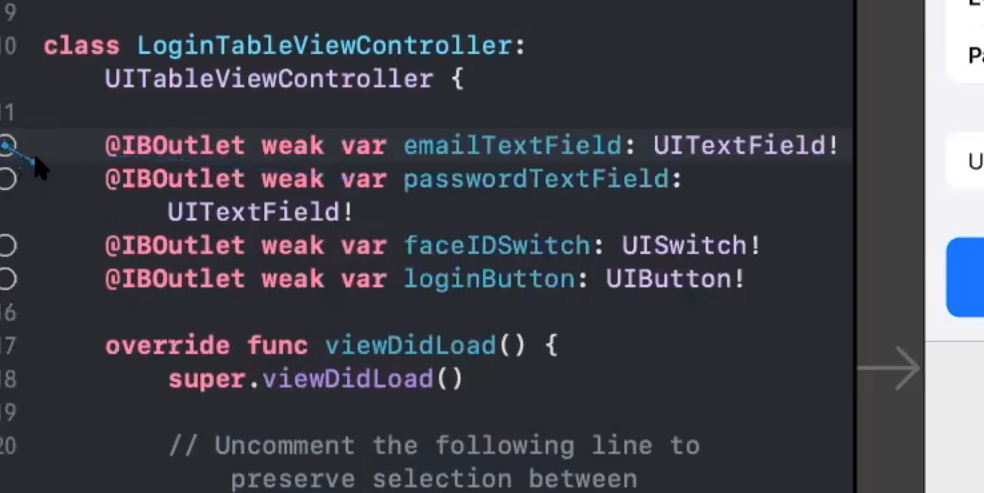 9
10 class LoginTableViewController:
UITableViewController {
11
@IBOutlet weak var emailTextField: UITextField!
@IBOutlet weak var passwordTextField:
UITextField!
@IBOutlet weak var faceIDSwitch: UISwitch!
@IBOutlet weak var loginButton: UIButton!
16
17 override func viewDidLoad() {
18 super.viewDidLoad()
19
20 // Uncomment the following line to
preserve selection between
Pa
U